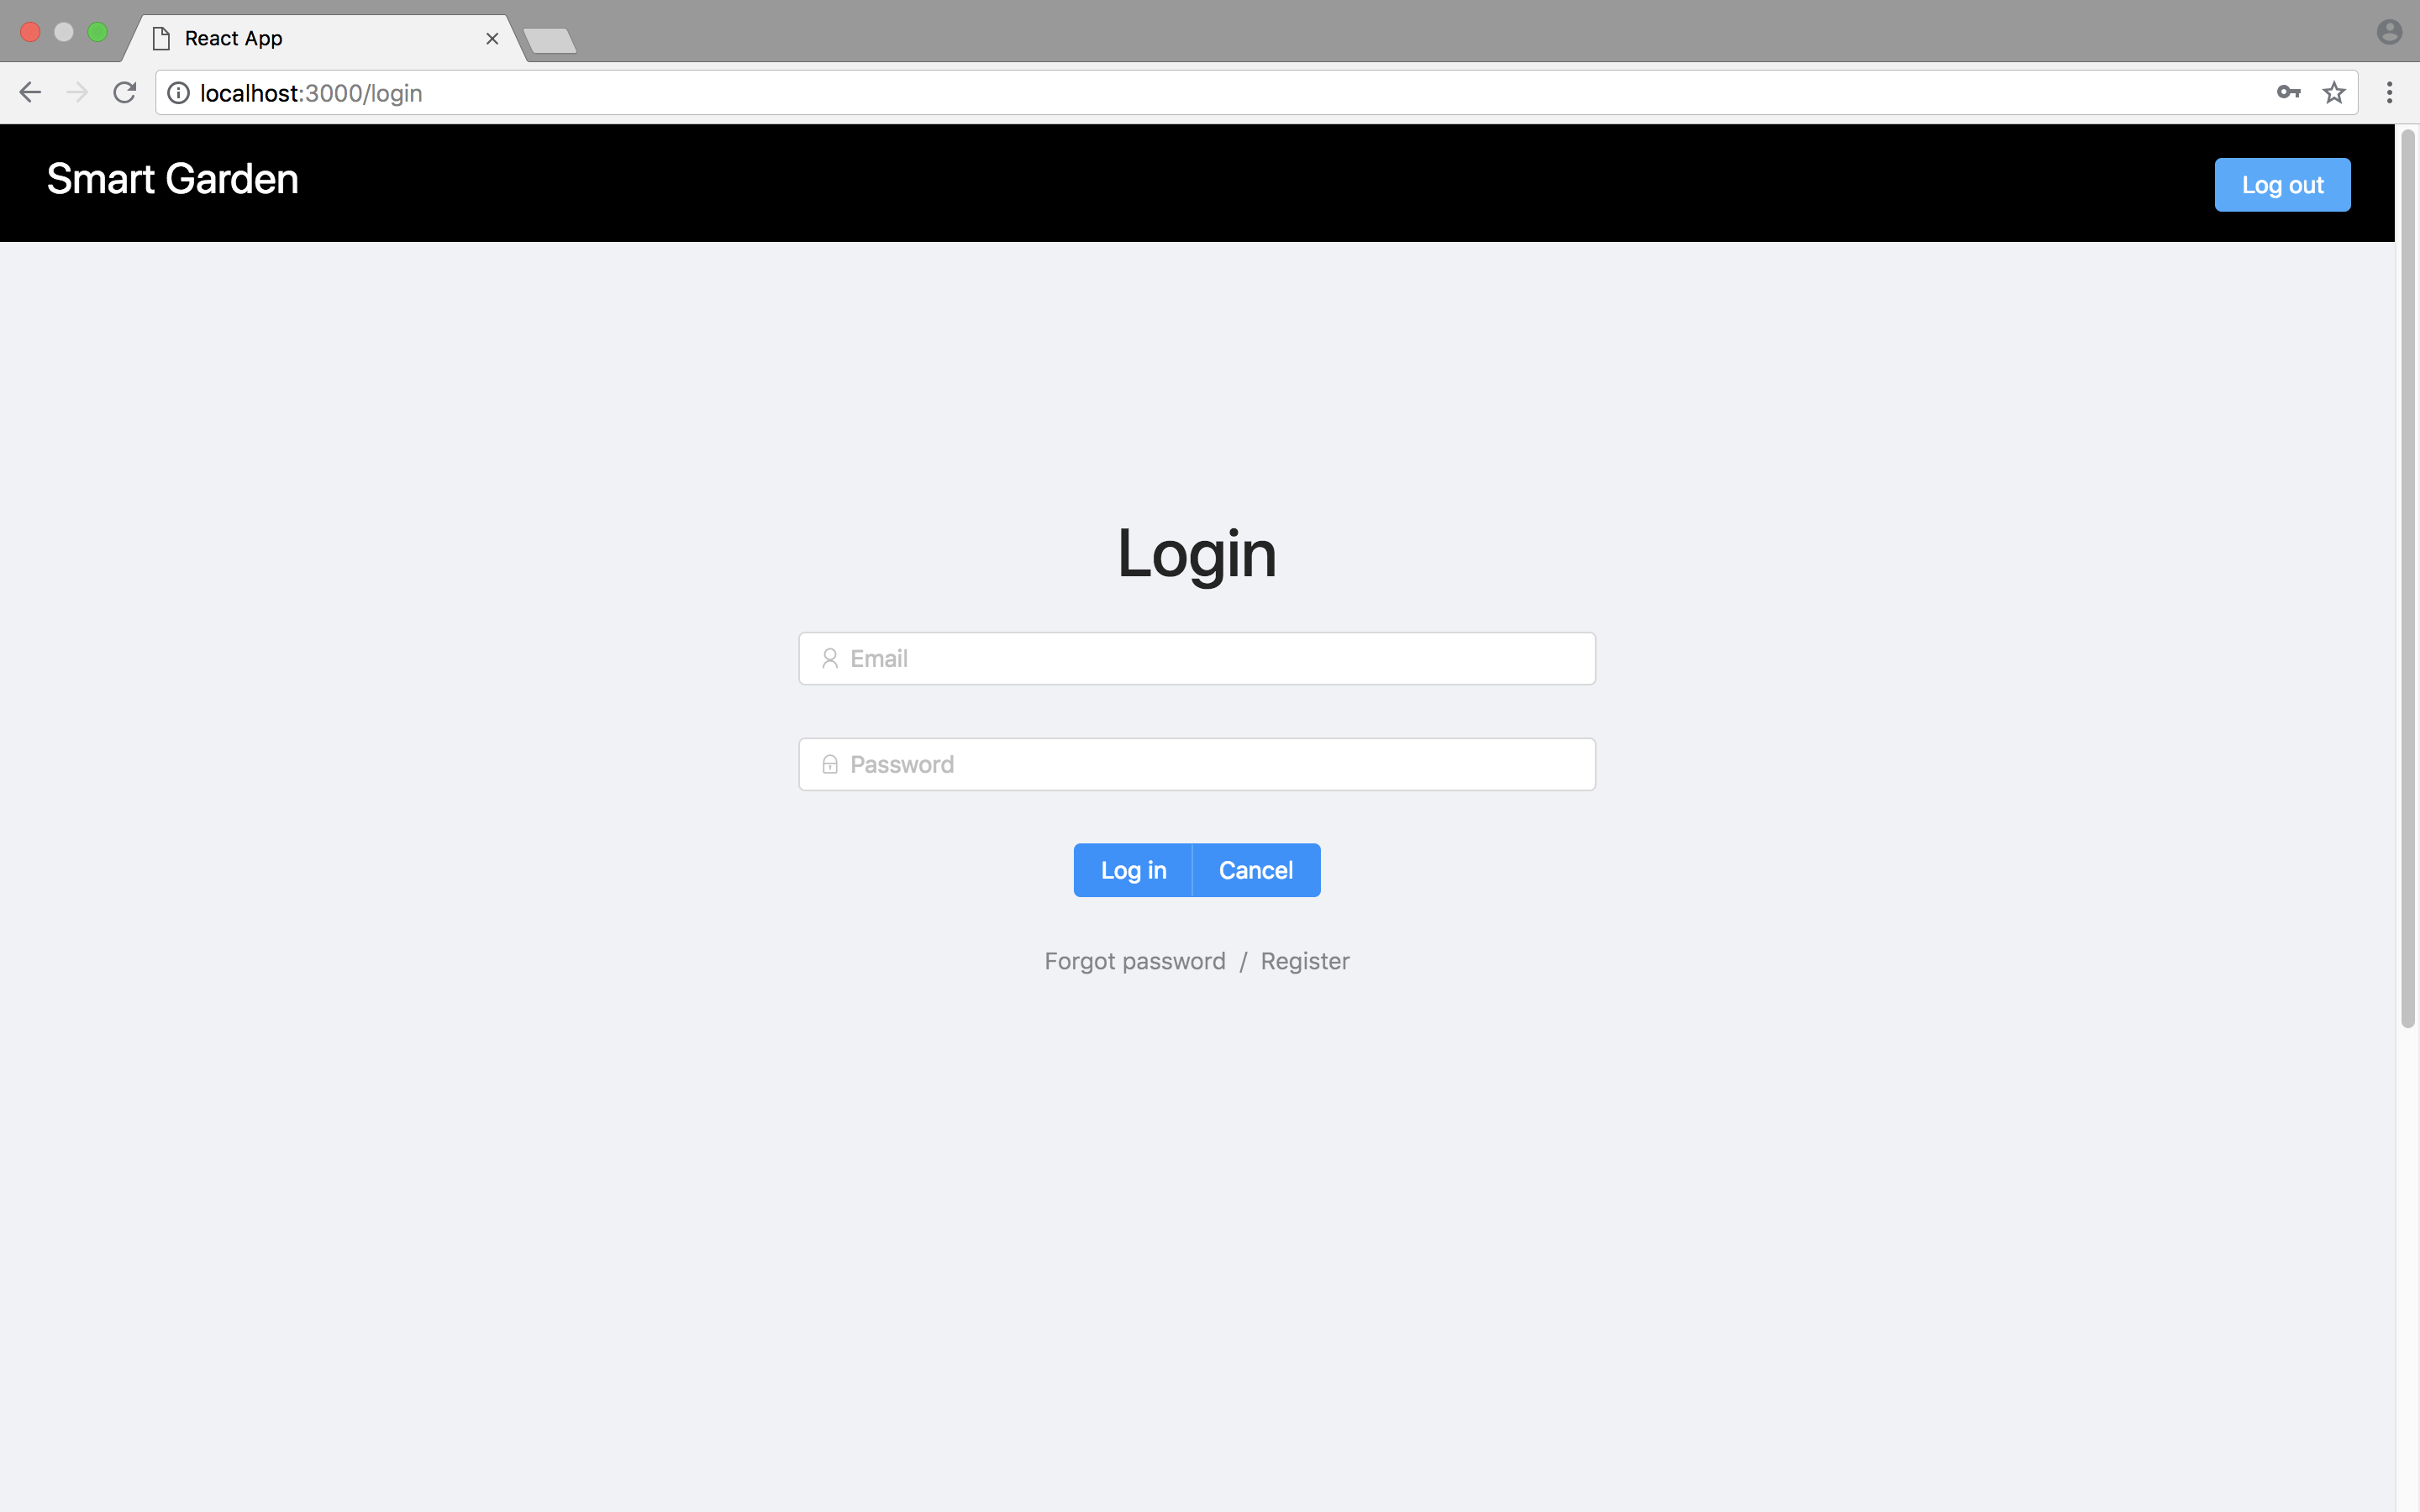 React App
localhost:3000/login
Smart Garden
Log out
Login
Email
Password
Log in Cancel
Forgot password / Register